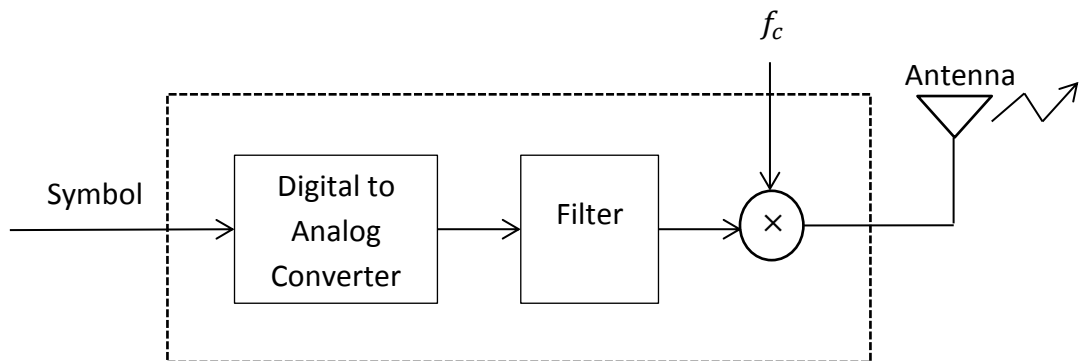 f_c
Antenna
Symbol
Digital to
Analog
Converter
Filter
×